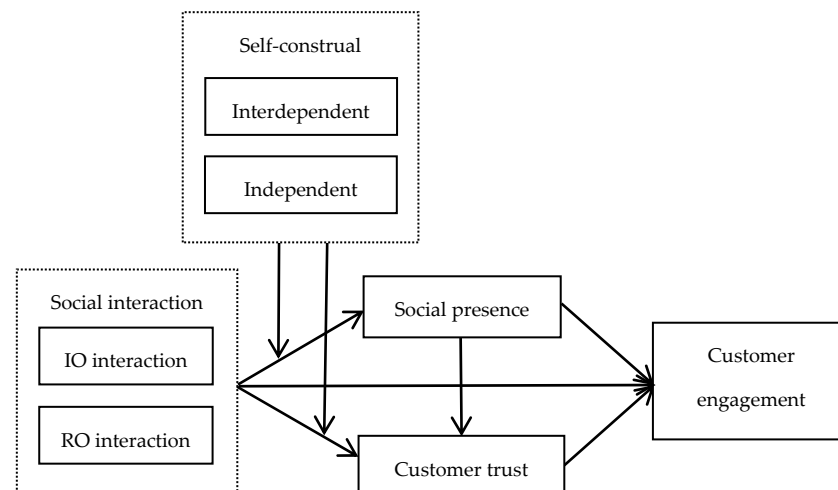 Self-construal
Interdependent
Independent
Social interaction
IO interaction
RO interaction
Social presence
Customer trust
Customer
engagement